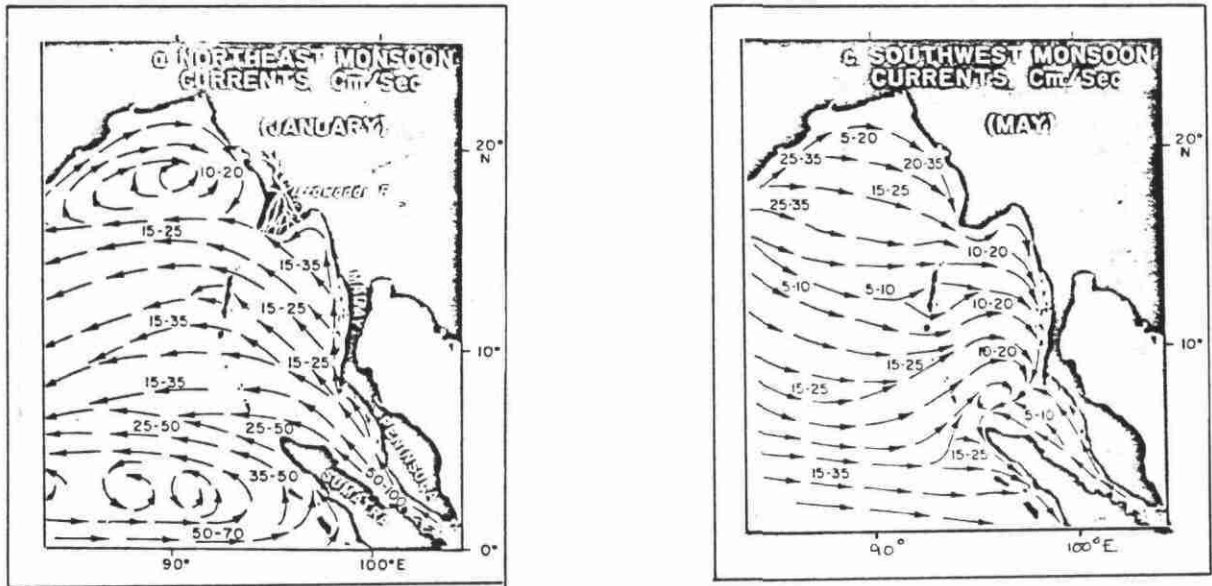 a NORTHEAST MONSOON
CURRENTS, Cm/Sec
(JANUARY)
20°
N
10-20
15-25
15-35
15-25
15-35
15-25
10°
15-35
25-50
25-50
PENINSULA
35-50
SUMATRA
50-100
50-70
0°
90°
100°E
c. SOUTHWEST MONSOON
CURRENTS, Cm/Sec
(MAY)
5-20
20°
N
25-35
20-35
15-25
25-35
10-20
5-10
5-10
10-20
10°
10-20
15-25
15-25
5-10
15-25
15-35
90°
100°E